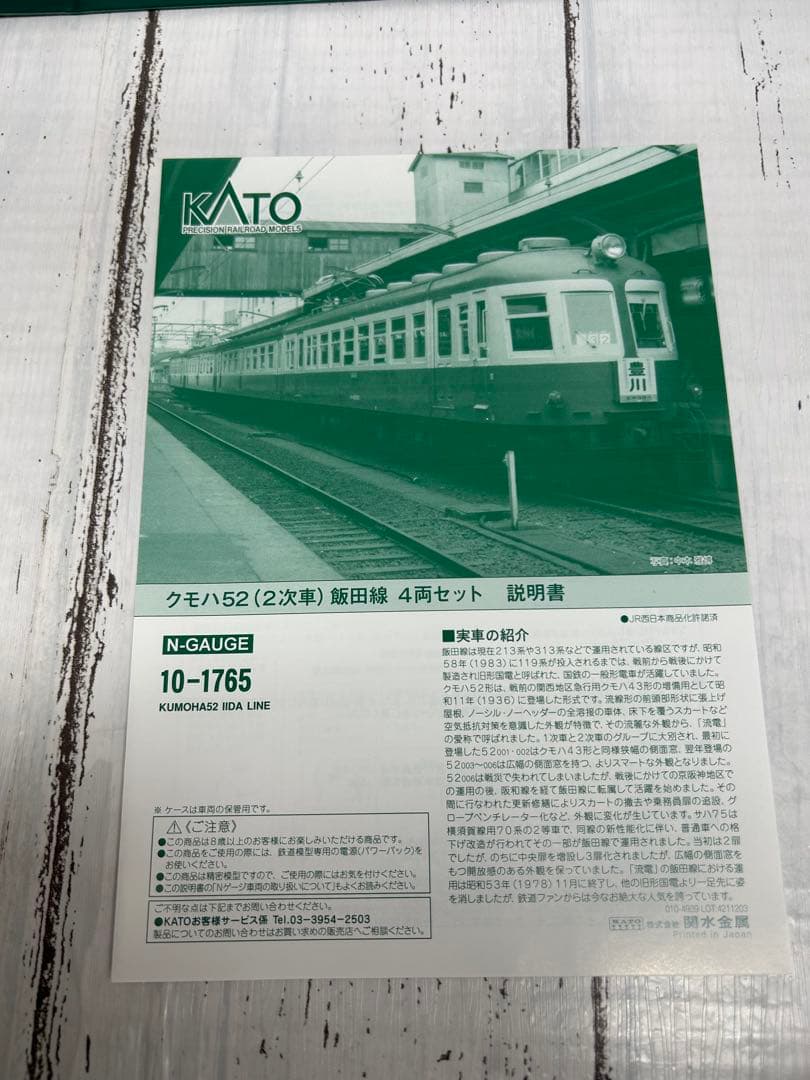 KATO
PRECISION RAILROAD MODELS
豊川
クモハ52(2次車)飯田線 4両セット 説明書
●JR西日本商品化許諾済
N-GAUGE
10-1765
KUMOHA52 IIDA LINE
■実車の紹介
飯田線は現在213系や313系などで運用されている線区ですが、昭和
58年(1983)に119系が投入されるまでは、戦前から戦後にかけて
製造され旧形国電と呼ばれた、国鉄の一般形電車が活躍していました。
クモハ52形は、戦前の関西地区急行用クモハ43形の増備用として昭
和11年(1936)に登場した形式です。流線形の前頭部形状に張上げ
屋根、ノーシル・ノーヘッダーの全溶接の車体、床下を覆うスカートなど
空気抵抗対策を意識した外観が特徴で、その流麗な外観から、「流電」
の愛称で呼ばれました。1次車と2次車のグループに大別され、最初に
登場した52001・002はクモハ43形と同様狭幅の側面窓、翌年登場の
52003〜006は広幅の側面窓を持つ、よりスマートな外観となりました。
52006は戦災で失われてしまいましたが、戦後にかけての京阪神地区で
の運用の後、阪和線を経て飯田線に転属して活躍を始めました。その
間に行なわれた更新修繕によりスカートの撤去や乗務員扉の追設、グ
ローブベンチレーター化など、外観に変化が生じています。サハ75は
横須賀線用70系の2等車で、同線の新性能化に伴い、普通車への格
下げ改造が行われてその一部が飯田線で運用されました。当初は2扉
でしたが、のちに中央扉を増設し3扉化されましたが、広幅の側面窓を
もつ開放感のある外観を保っていました。「流電」の飯田線における運
用は昭和53年(1978)11月に終了し、他の旧形国電より一足先に姿
を消しましたが、鉄道ファンからは今なお絶大な人気を誇っています。
※ ケースは車両の保管用です。
⚠〈ご注意〉
●この商品は8歳以上のお客様にお楽しみいただける商品です。
●この商品をご使用の際には、鉄道模型専用の電源(パワーパック)を
お使いください。
●この商品は精密模型ですので、ご使用の際にはお気を付けください。
●この説明書の「Nゲージ車両の取り扱いについて」もよくお読みください。
ご不明な点は下記までお問い合わせください。
●KATOお客様サービス係 Tel.03-3954-2503
製品についてのお問い合わせはお買い求めの販売店へご相談ください。
010-4939 LOT:4211203
KATO
株式会社 関水金属
Printed in Japan